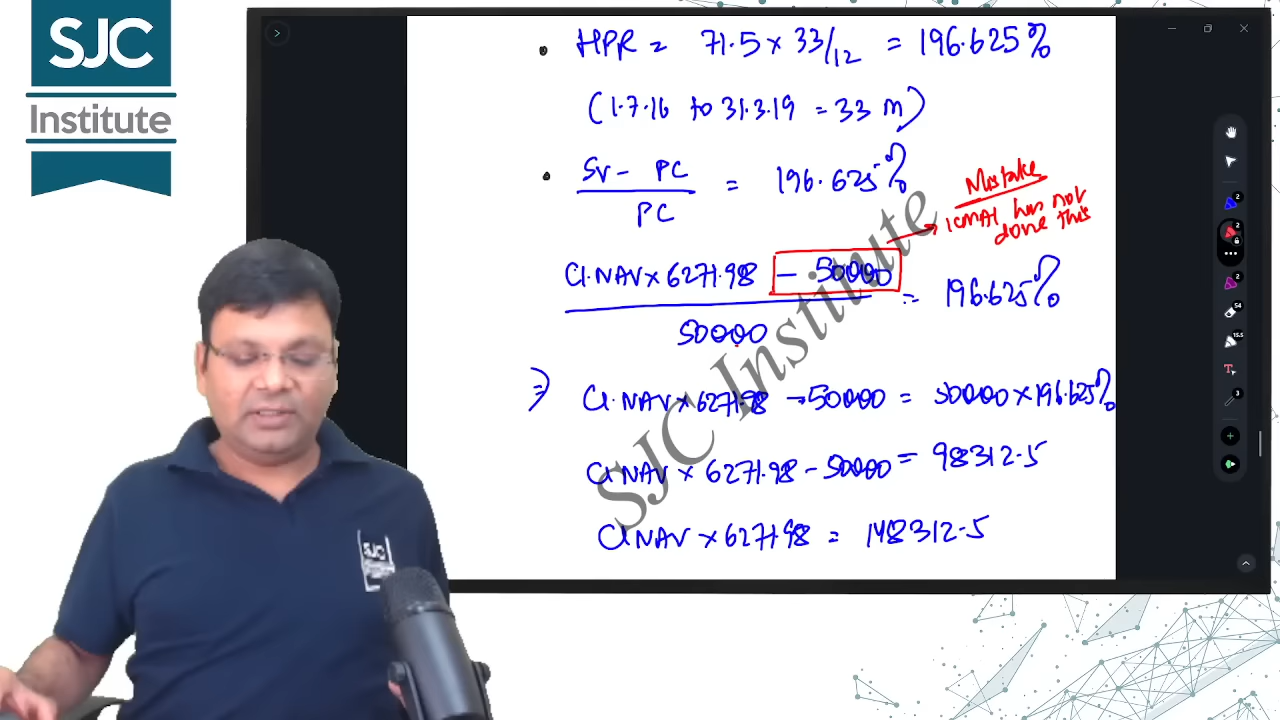 SJC
Institute
• HPR = 71.5 × 33/12 = 196.625%
(1.7.16 to 31.3.19 = 33 m)
• SV - PC / PC = 196.625%
Mistake
ICMAI has not
done this
Cl.NAV × 6271.98 - 50000 / 50000 = 196.625%
⇒ Cl.NAV × 6271.98 - 50000 = 50000 × 196.625%
Cl NAV × 6271.98 - 50000 = 98312.5
Cl NAV × 6271.98 = 148312.5
SJC Institute
SJC